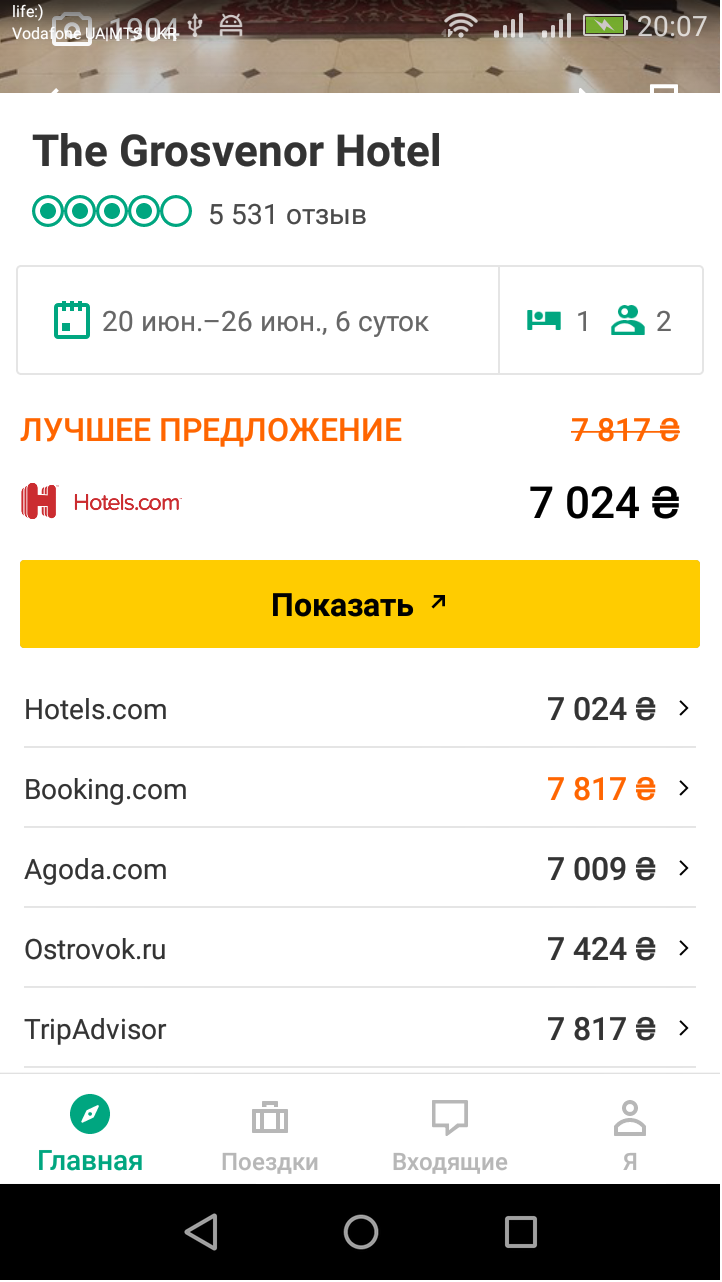 life:)
Vodafone UA|MTS UKR
1904
20:07
The Grosvenor Hotel
5 531 отзыв
20 июн.–26 июн., 6 суток
1
2
ЛУЧШЕЕ ПРЕДЛОЖЕНИЕ
7 817 ₴
Hotels.com
7 024 ₴
Показать
Hotels.com 7 024 ₴
Booking.com 7 817 ₴
Agoda.com 7 009 ₴
Ostrovok.ru 7 424 ₴
TripAdvisor 7 817 ₴
Главная
Поездки
Входящие
Я